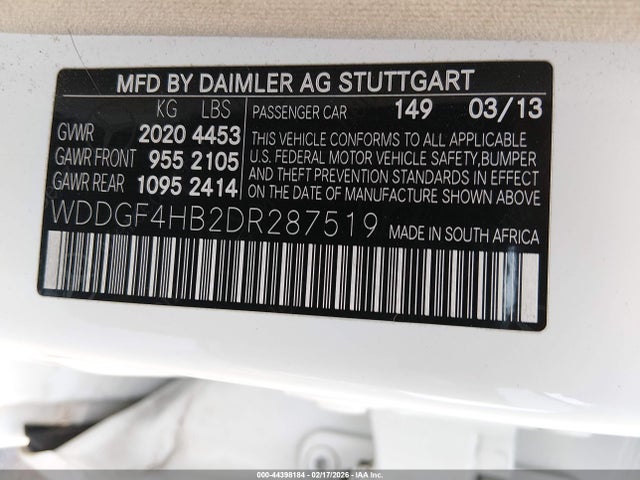 MFD BY DAIMLER AG STUTTGART
KG LBS
GVWR 2020 4453
GAWR FRONT 955 2105
GAWR REAR 1095 2414
PASSENGER CAR 149 03/13
THIS VEHICLE CONFORMS TO ALL APPLICABLE
U.S. FEDERAL MOTOR VEHICLE SAFETY,BUMPER
AND THEFT PREVENTION STANDARDS IN EFFECT ON
THE DATE OF MANUFACTURE SHOWN ABOVE
WDDGF4HB2DR287519 MADE IN SOUTH AFRICA
000-44398184 - 02/17/2026 - Copyright IAA, Inc.